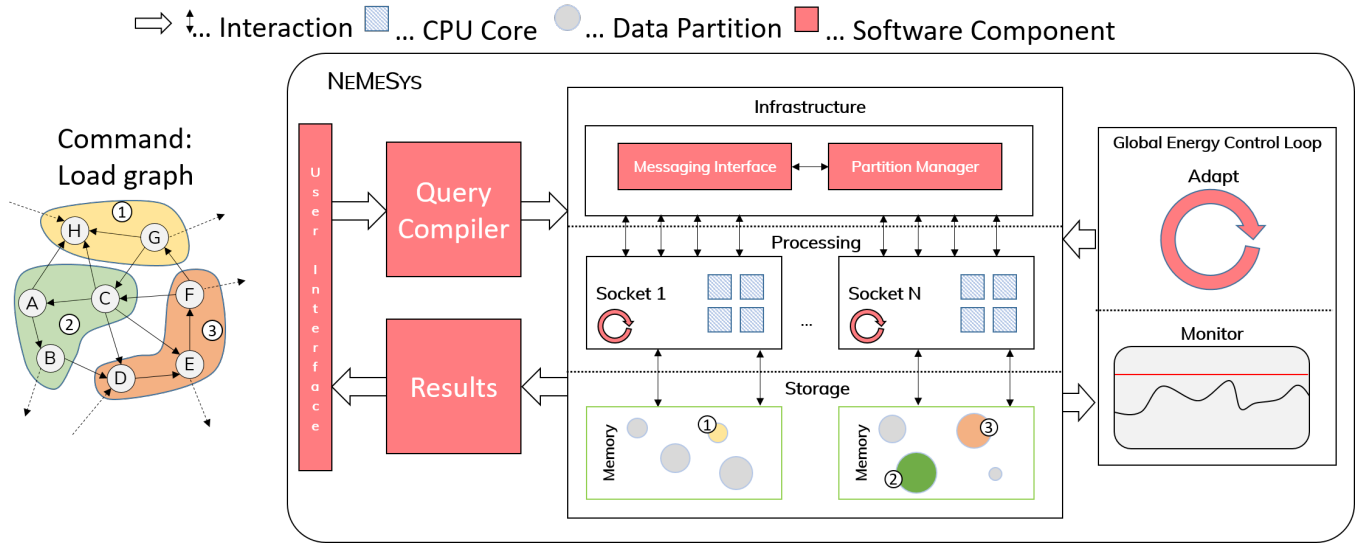 ... Interaction ... CPU Core ... Data Partition ... Software Component
NEMESYS
Command:
Load graph
1
H
G
A
C
F
2
3
B
D
E
User Interface
Query
Compiler
Results
Infrastructure
Messaging Interface
Partition Manager
Processing
Socket 1
...
Socket N
Storage
Memory
1
Memory
3
2
Global Energy Control Loop
Adapt
Monitor